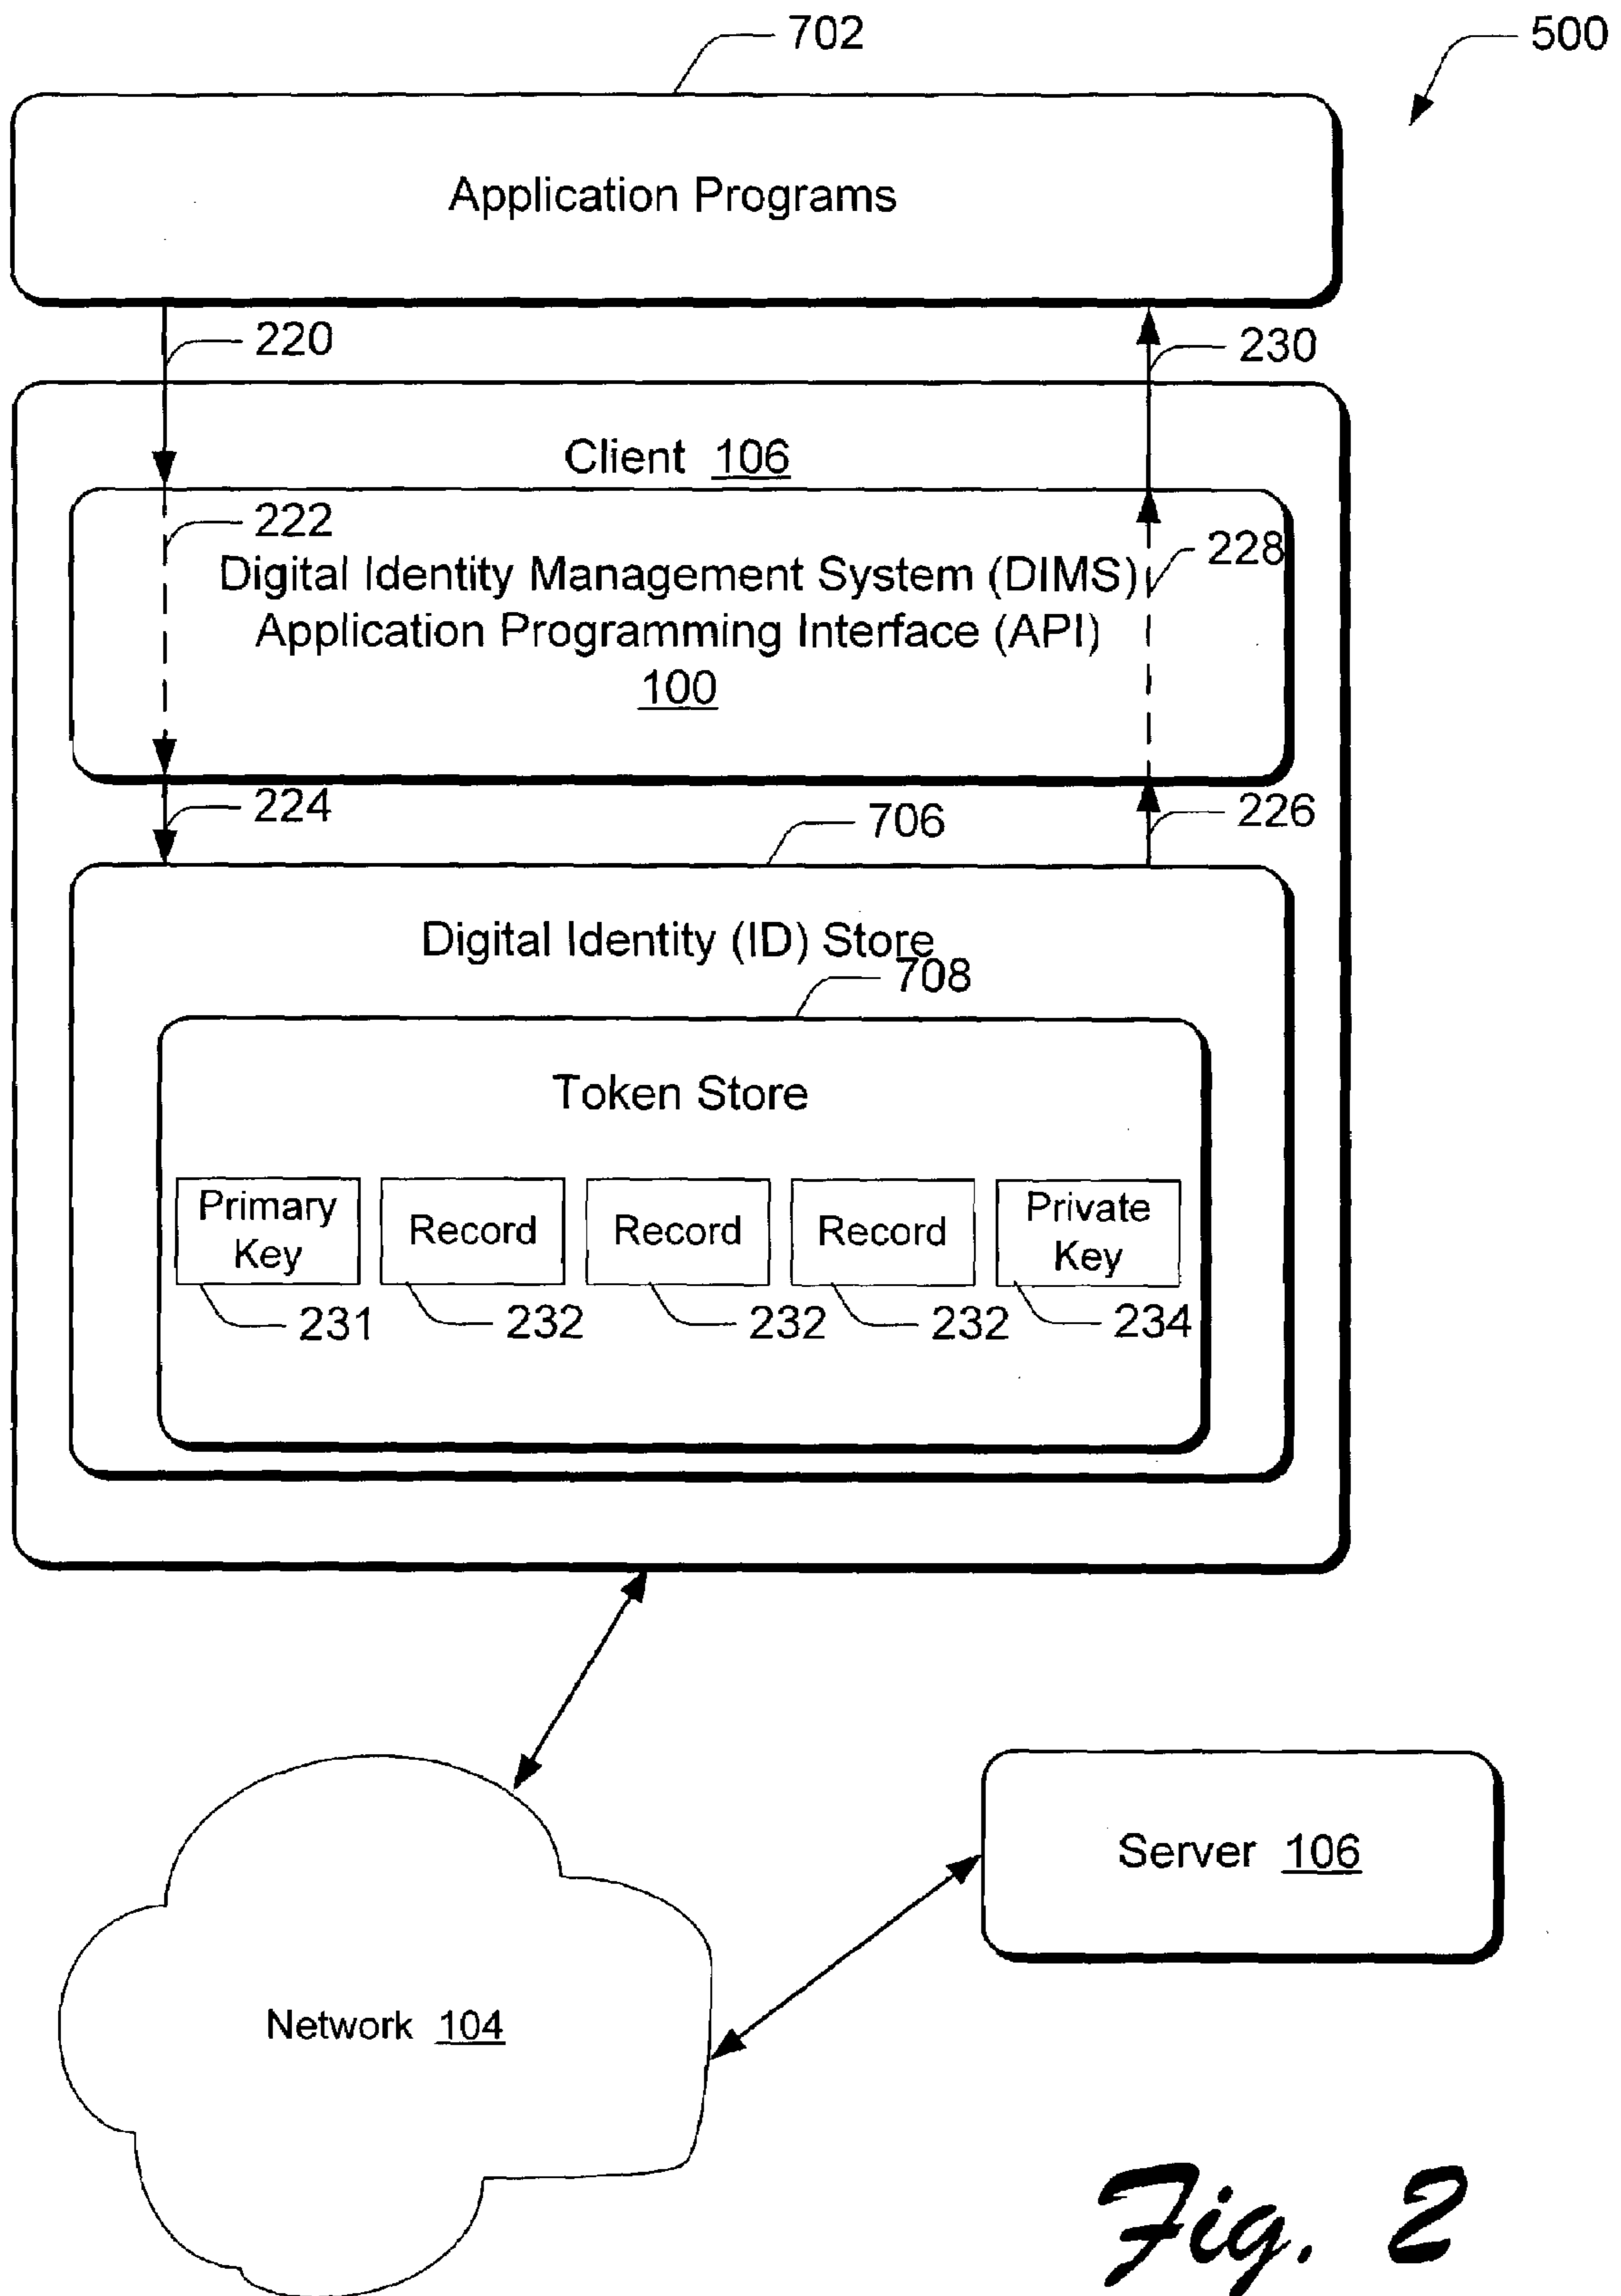 702
500
Application Programs
220
230
Client 106
222
228
Digital Identity Management System (DIMS)
Application Programming Interface (API)
100
224
706
226
Digital Identity (ID) Store
708
Token Store
Primary
Key
Record
Record
Record
Private
Key
231
232
232
232
234
Server 106
Network 104
Fig. 2